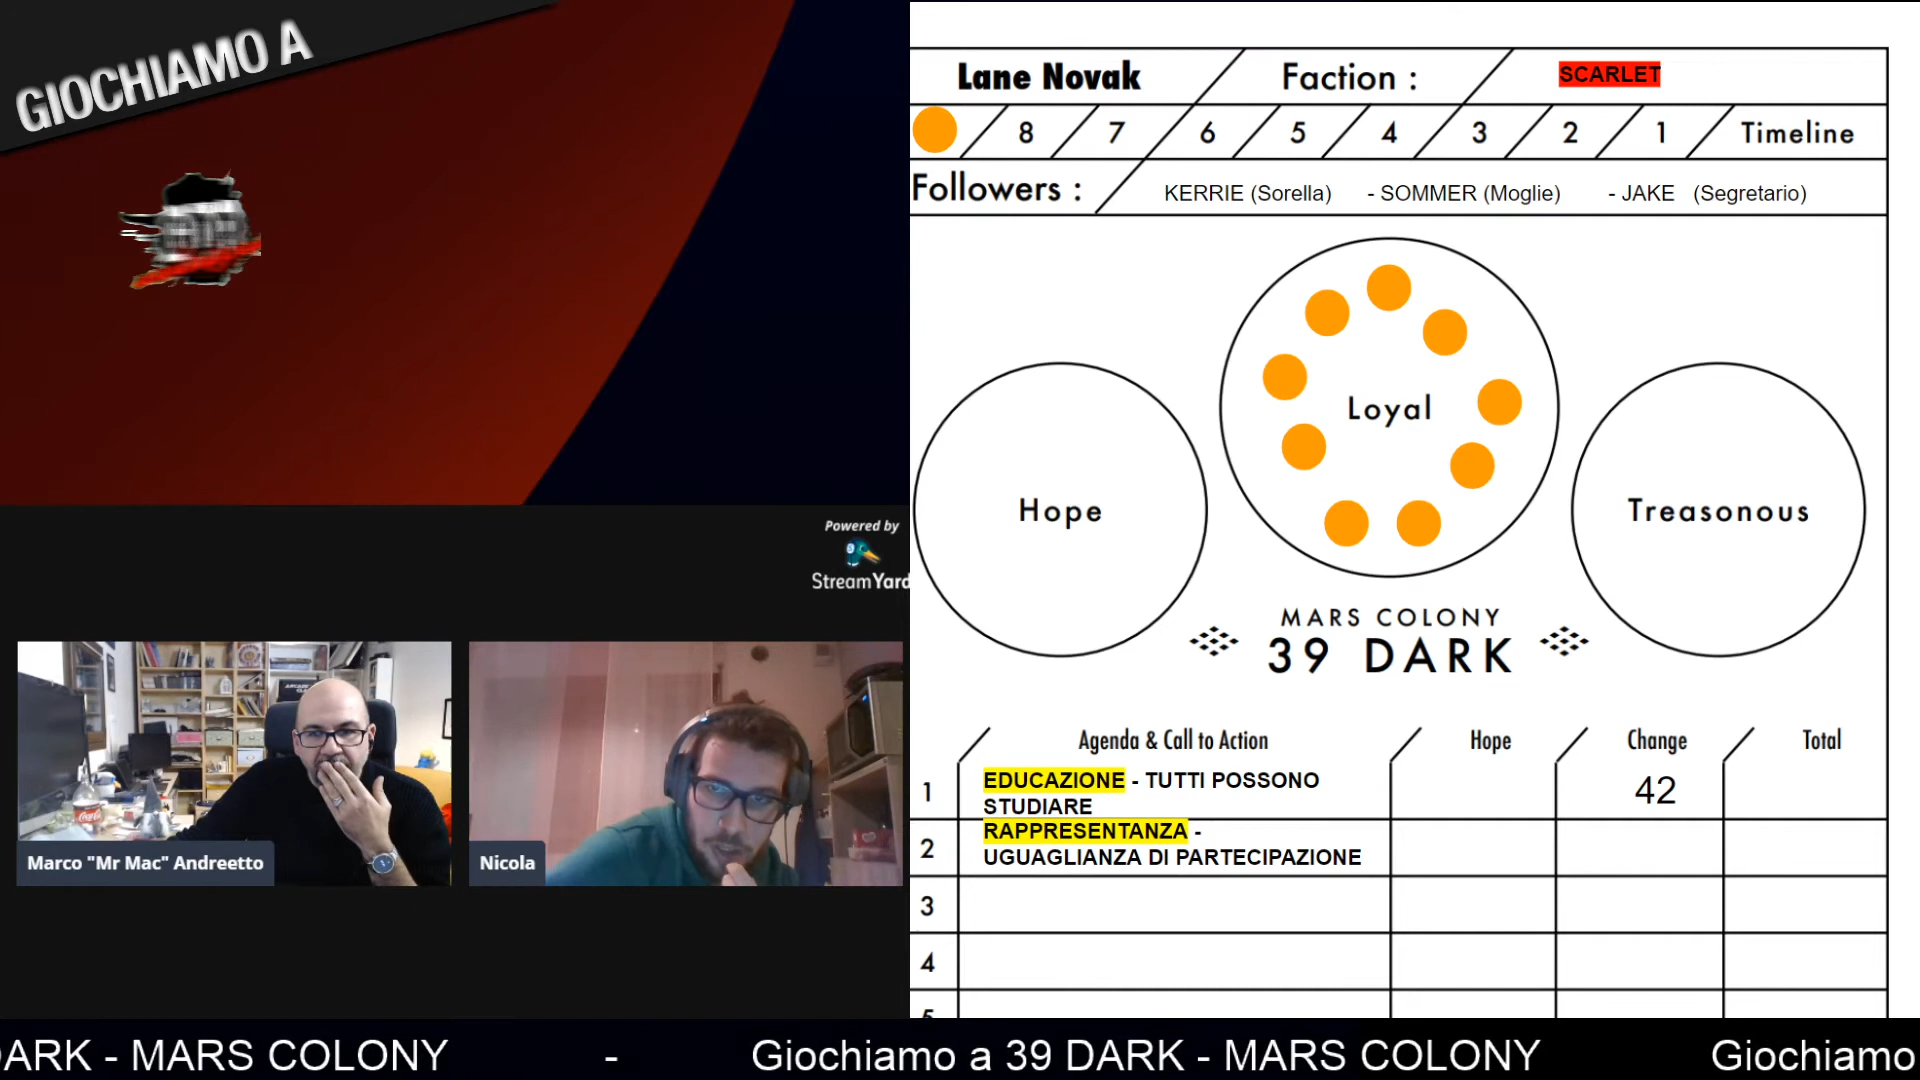 GIOCHIAMO A
Powered by
StreamYard
Marco "Mr Mac" Andreetto
Nicola
Lane Novak
Faction :
SCARLET
8 7 6 5 4 3 2 1 Timeline
Followers :
KERRIE (Sorella) - SOMMER (Moglie) - JAKE (Segretario)
Loyal
Hope
Treasonous
MARS COLONY
39 DARK
Agenda & Call to Action Hope Change Total
1 EDUCAZIONE - TUTTI POSSONO
STUDIARE
42
2 RAPPRESENTANZA -
UGUAGLIANZA DI PARTECIPAZIONE
3
4
5
ARK - MARS COLONY - Giochiamo a 39 DARK - MARS COLONY Giochiamo